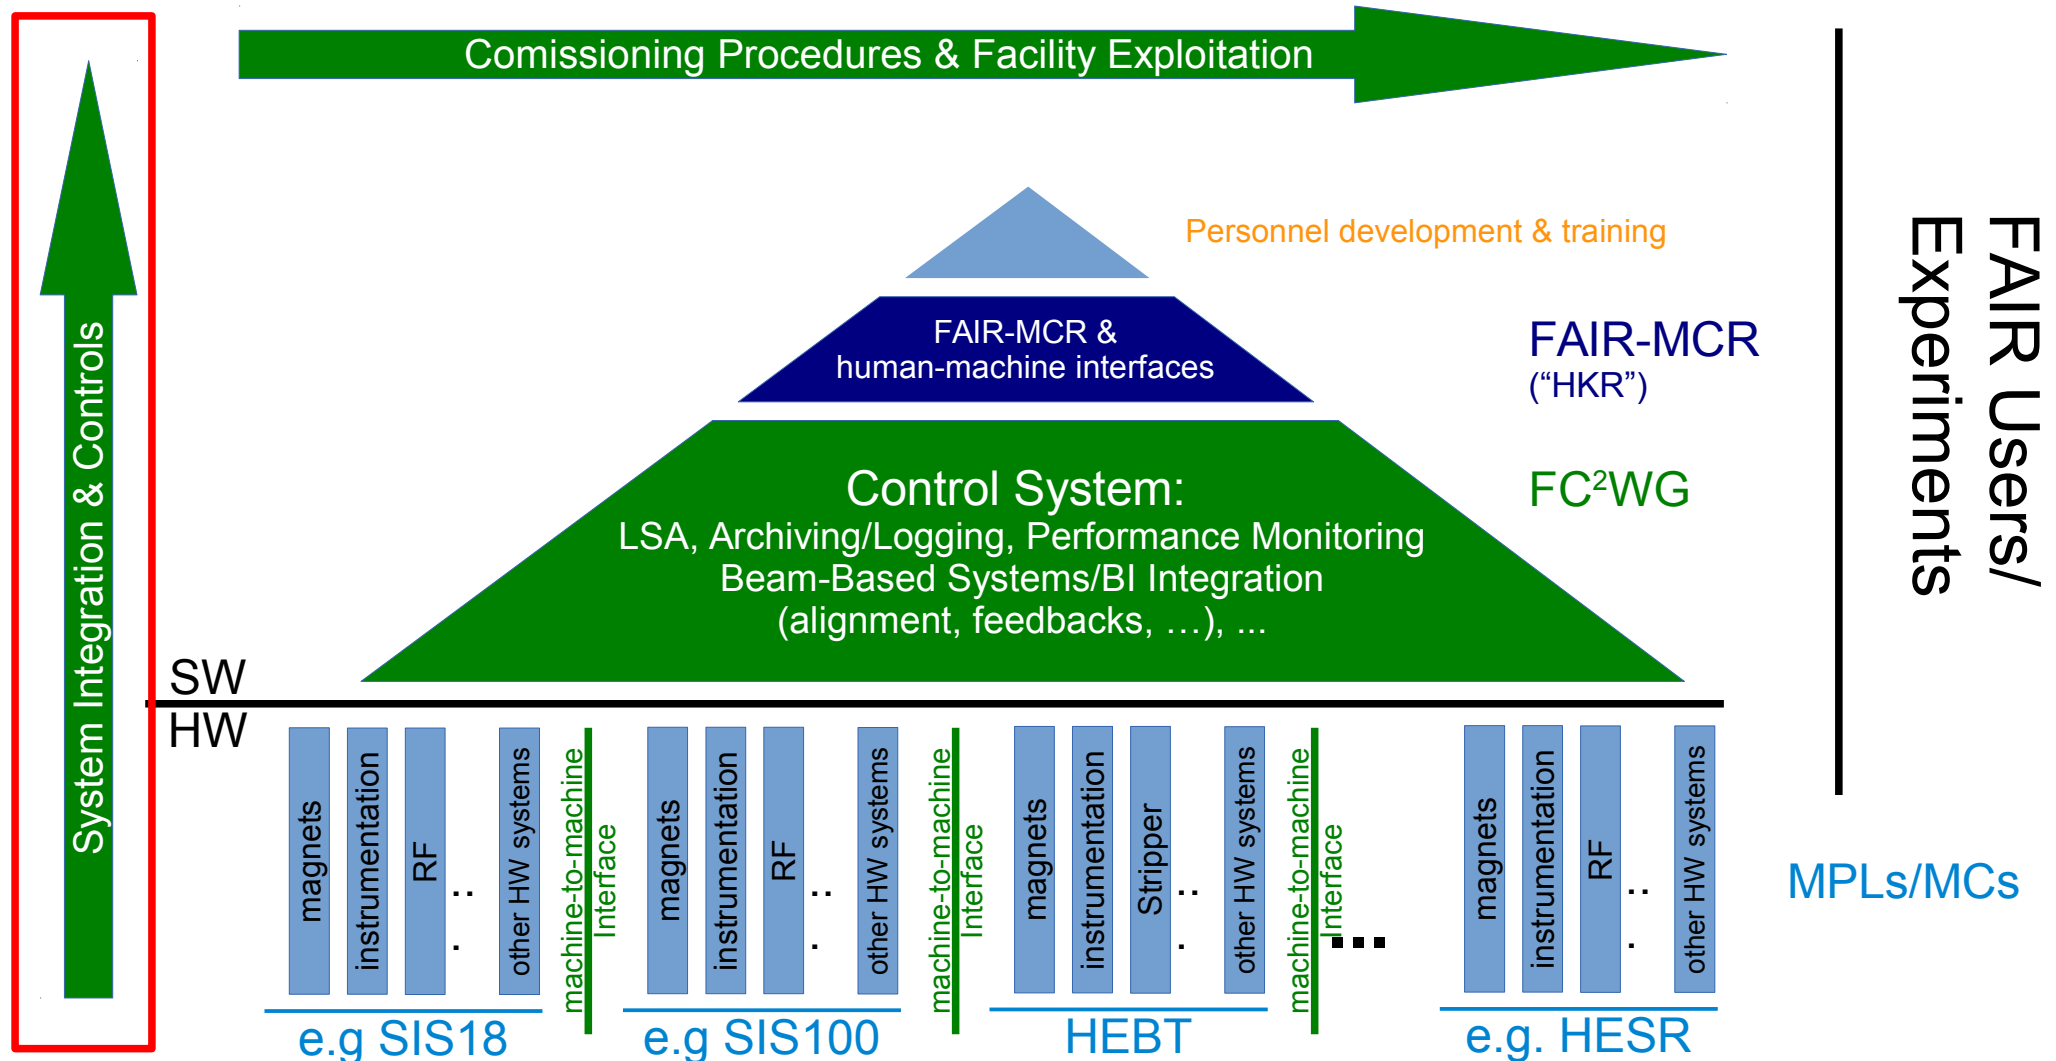 Comissioning Procedures & Facility Exploitation
System Integration & Controls
Personnel development & training
FAIR-MCR &
human-machine interfaces
FAIR-MCR
(“HKR”)
Control System:
LSA, Archiving/Logging, Performance Monitoring
Beam-Based Systems/BI Integration
(alignment, feedbacks, …), ...
FC²WG
FAIR Users/
Experiments
SW
HW
magnets
instrumentation
RF
..
.
other HW systems
machine-to-machine
Interface
magnets
instrumentation
RF
..
.
other HW systems
machine-to-machine
Interface
magnets
instrumentation
Stripper
..
.
other HW systems
machine-to-machine
Interface
...
magnets
instrumentation
RF
..
.
other HW systems
MPLs/MCs
e.g SIS18
e.g SIS100
HEBT
e.g. HESR